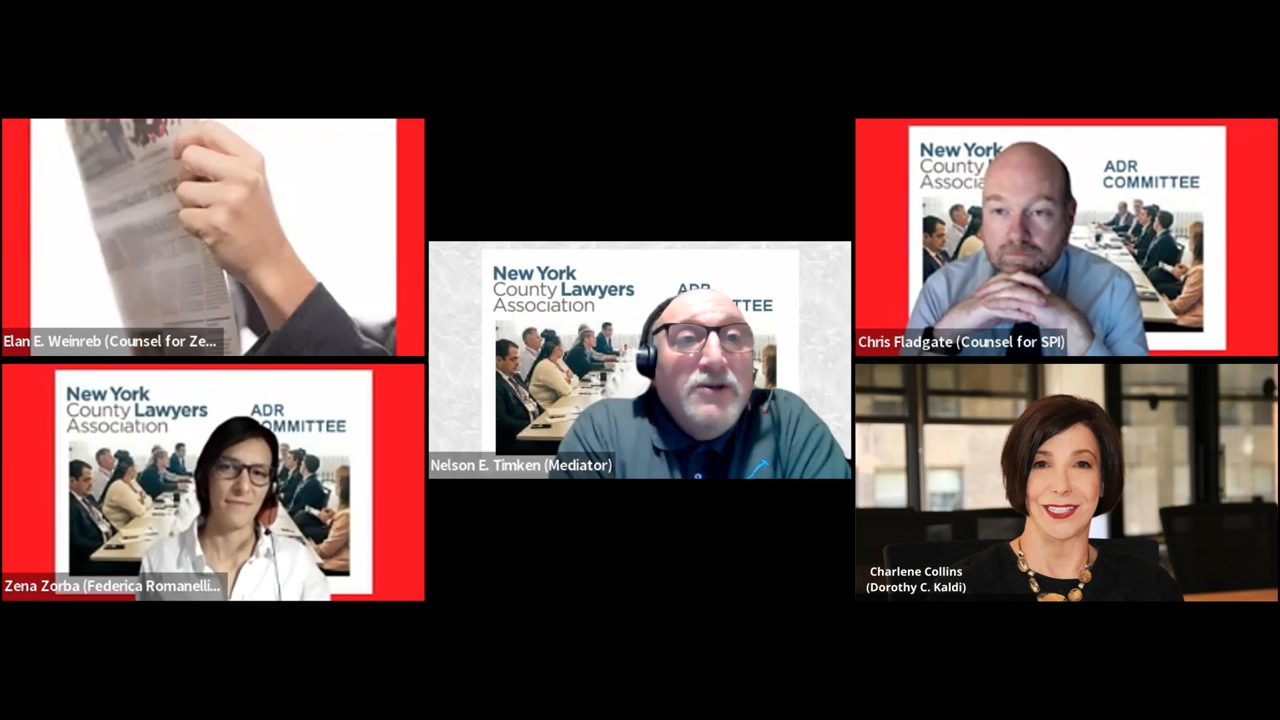 Elan E. Weinreb (Counsel for Ze...
New York
County Lawyers
Association
ADR
COMMITTEE
Zena Zorba (Federica Romanelli...
New York
County Lawyers
Association
Nelson E. Timken (Mediator)
New York
County
ADR
COMMITTEE
Chris Fladgate (Counsel for SPI)
Charlene Collins
(Dorothy C. Kaldi)